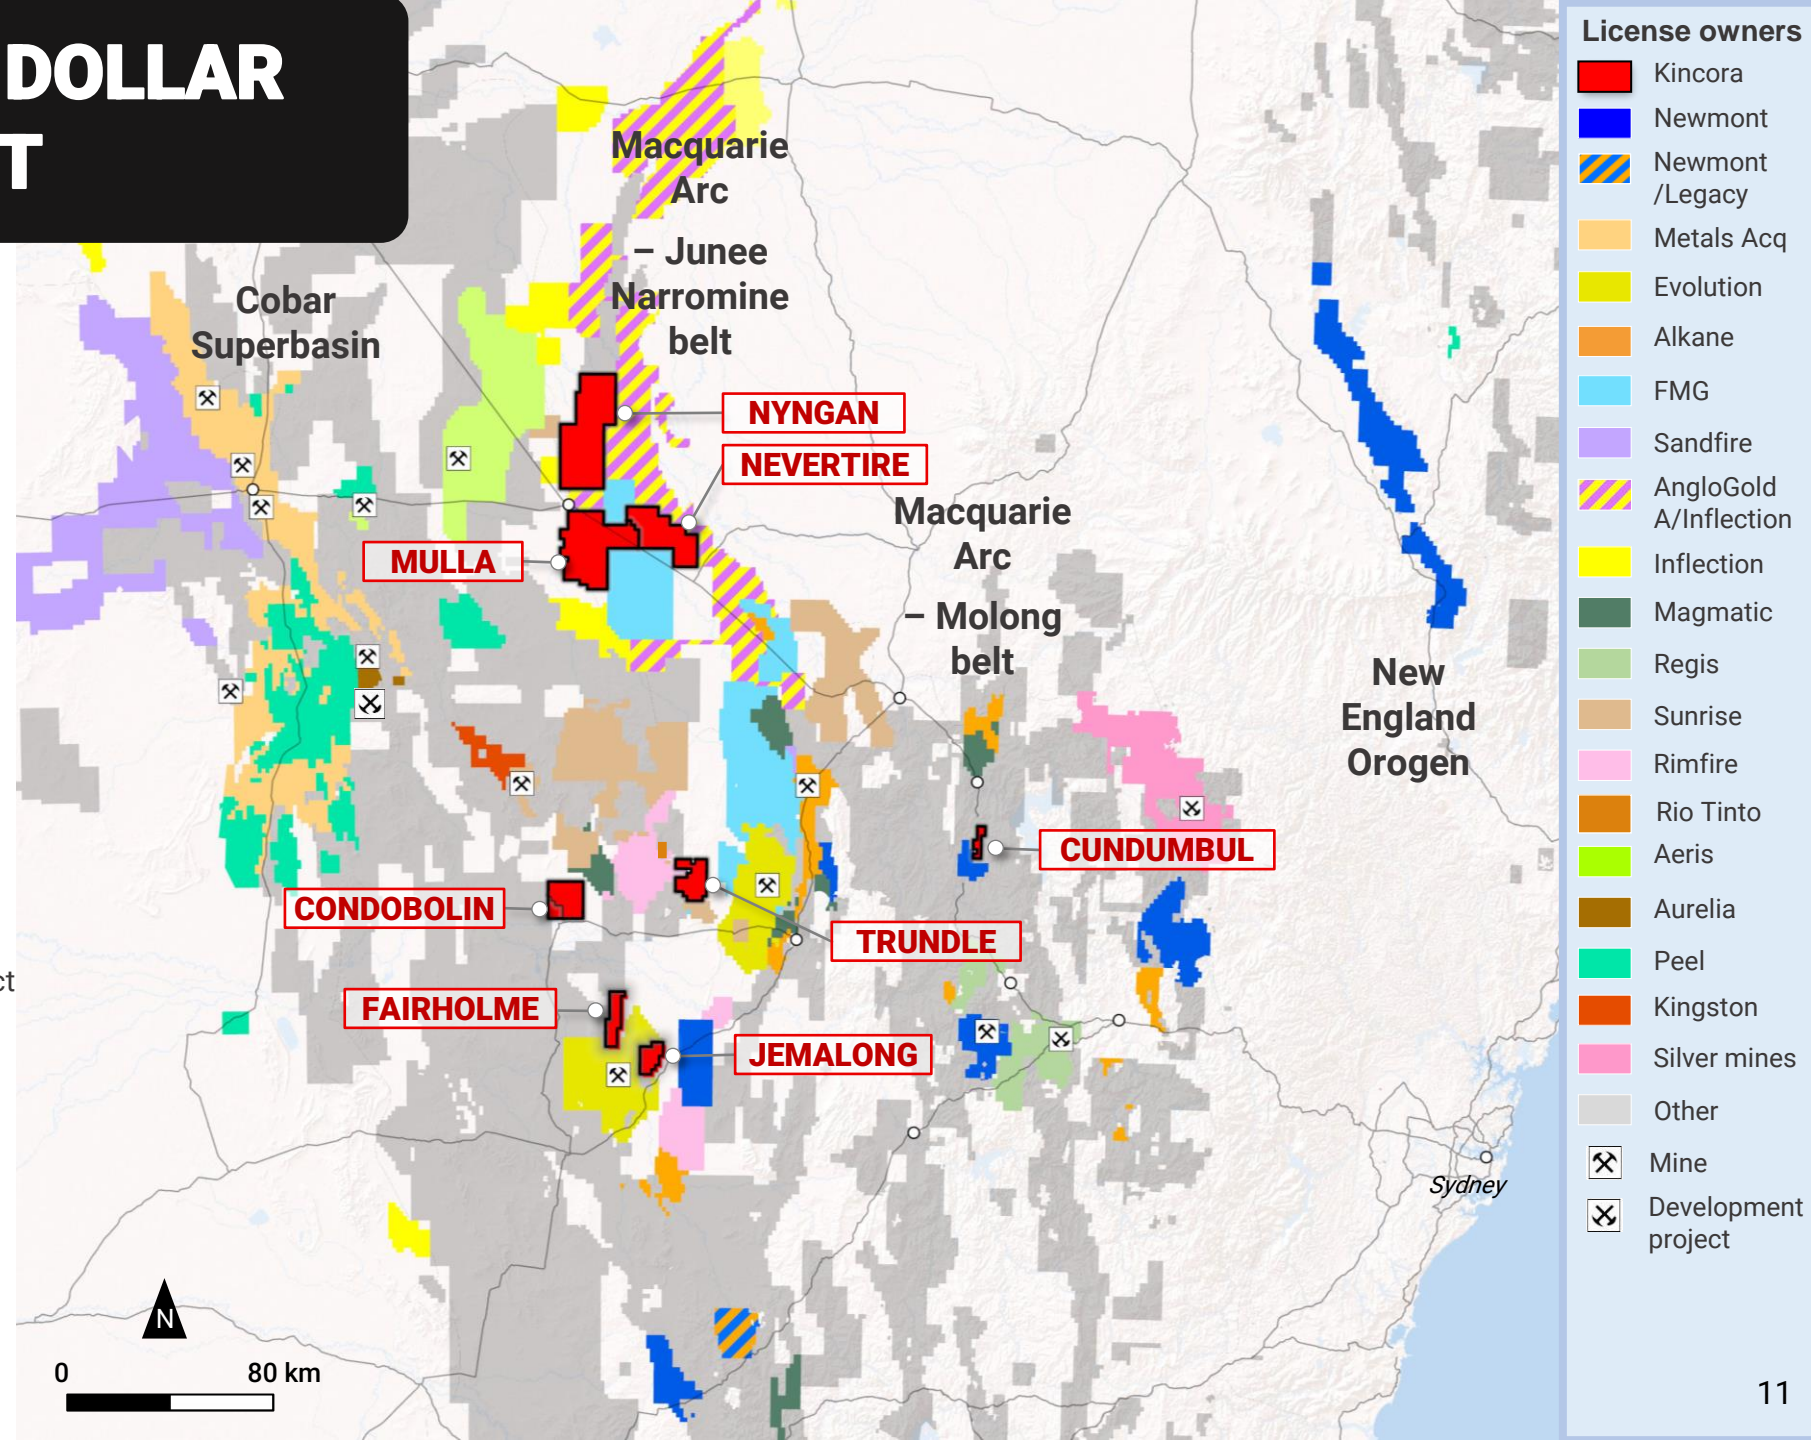 DOLLAR
T
Macquarie
Arc
– Junee
Narromine
belt
Cobar
Superbasin
NYNGAN
NEVERTIRE
MULLA
Macquarie
Arc
– Molong
belt
New
England
Orogen
CUNDUMBUL
CONDOBOLIN
TRUNDLE
ct
FAIRHOLME
JEMALONG
Sydney
N
0 80 km
License owners
Kincora
Newmont
Newmont
/Legacy
Metals Acq
Evolution
Alkane
FMG
Sandfire
AngloGold
A/Inflection
Inflection
Magmatic
Regis
Sunrise
Rimfire
Rio Tinto
Aeris
Aurelia
Peel
Kingston
Silver mines
Other
Mine
Development
project
11